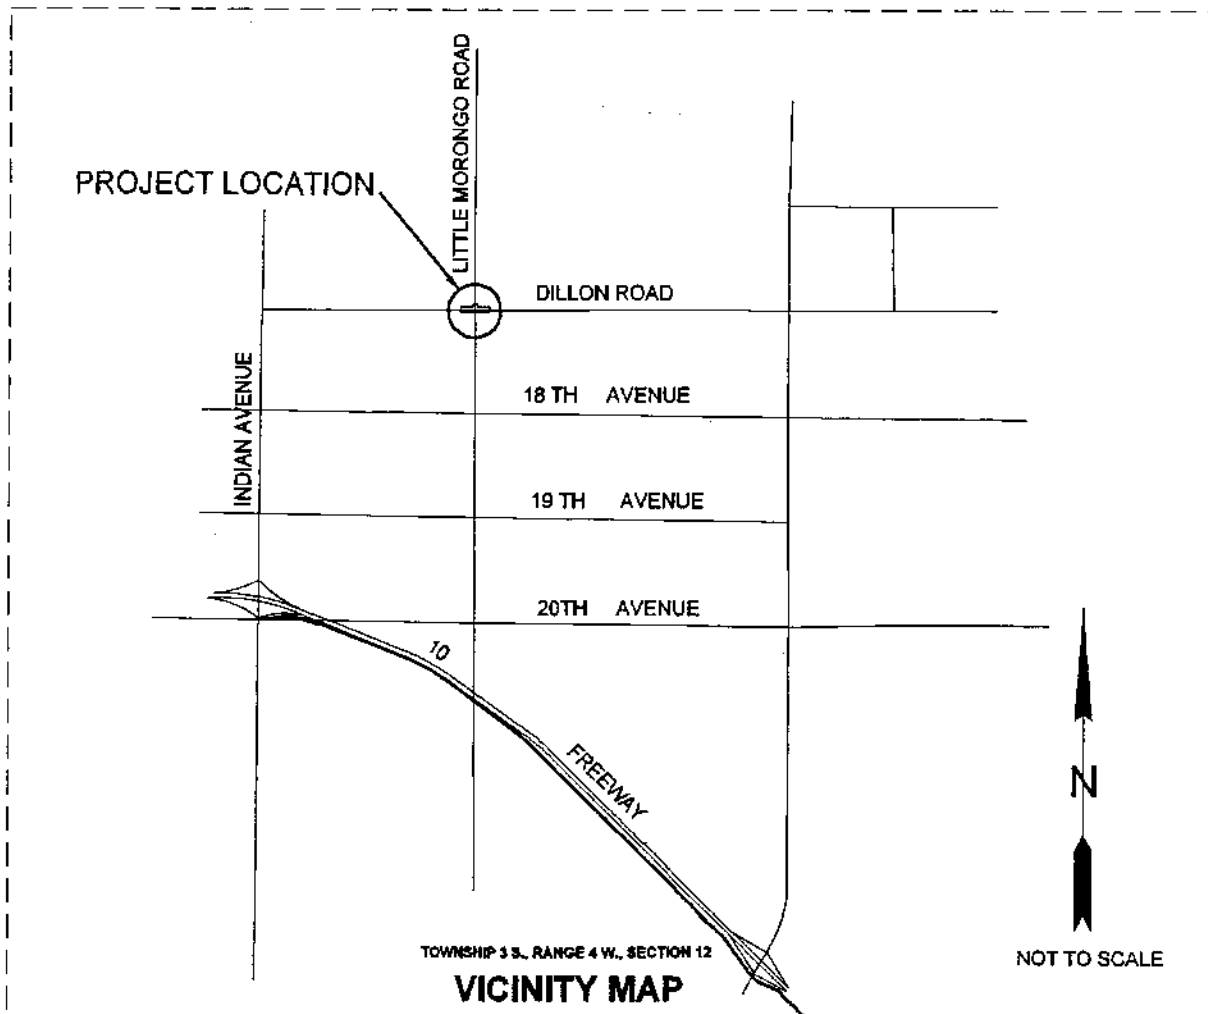 LITTLE MORONGO ROAD
PROJECT LOCATION
DILLON ROAD
INDIAN AVENUE
18 TH AVENUE
19 TH AVENUE
20TH AVENUE
10
FREEWAY
N
TOWNSHIP 3 S., RANGE 4 W., SECTION 12
VICINITY MAP
NOT TO SCALE